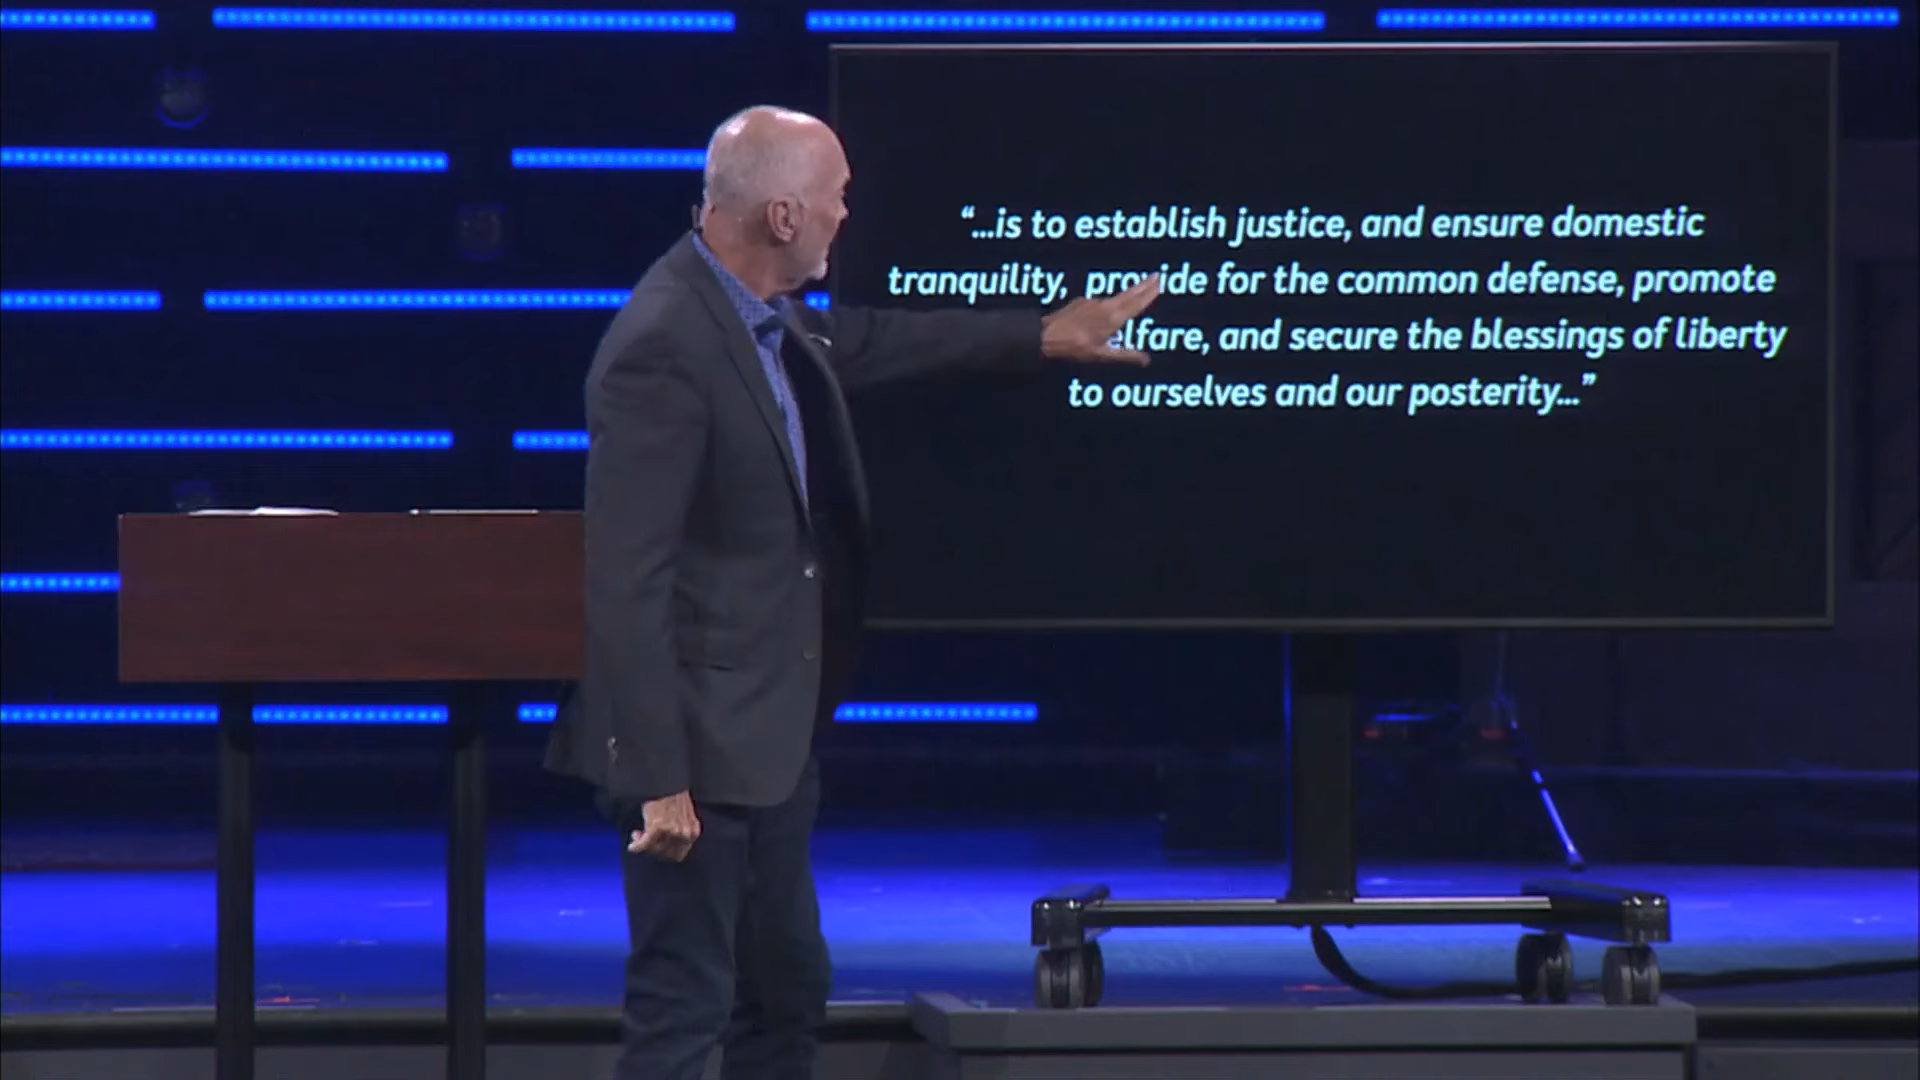 “...is to establish justice, and ensure domestic
tranquility, provide for the common defense, promote
and secure the blessings of liberty
to ourselves and our posterity...”